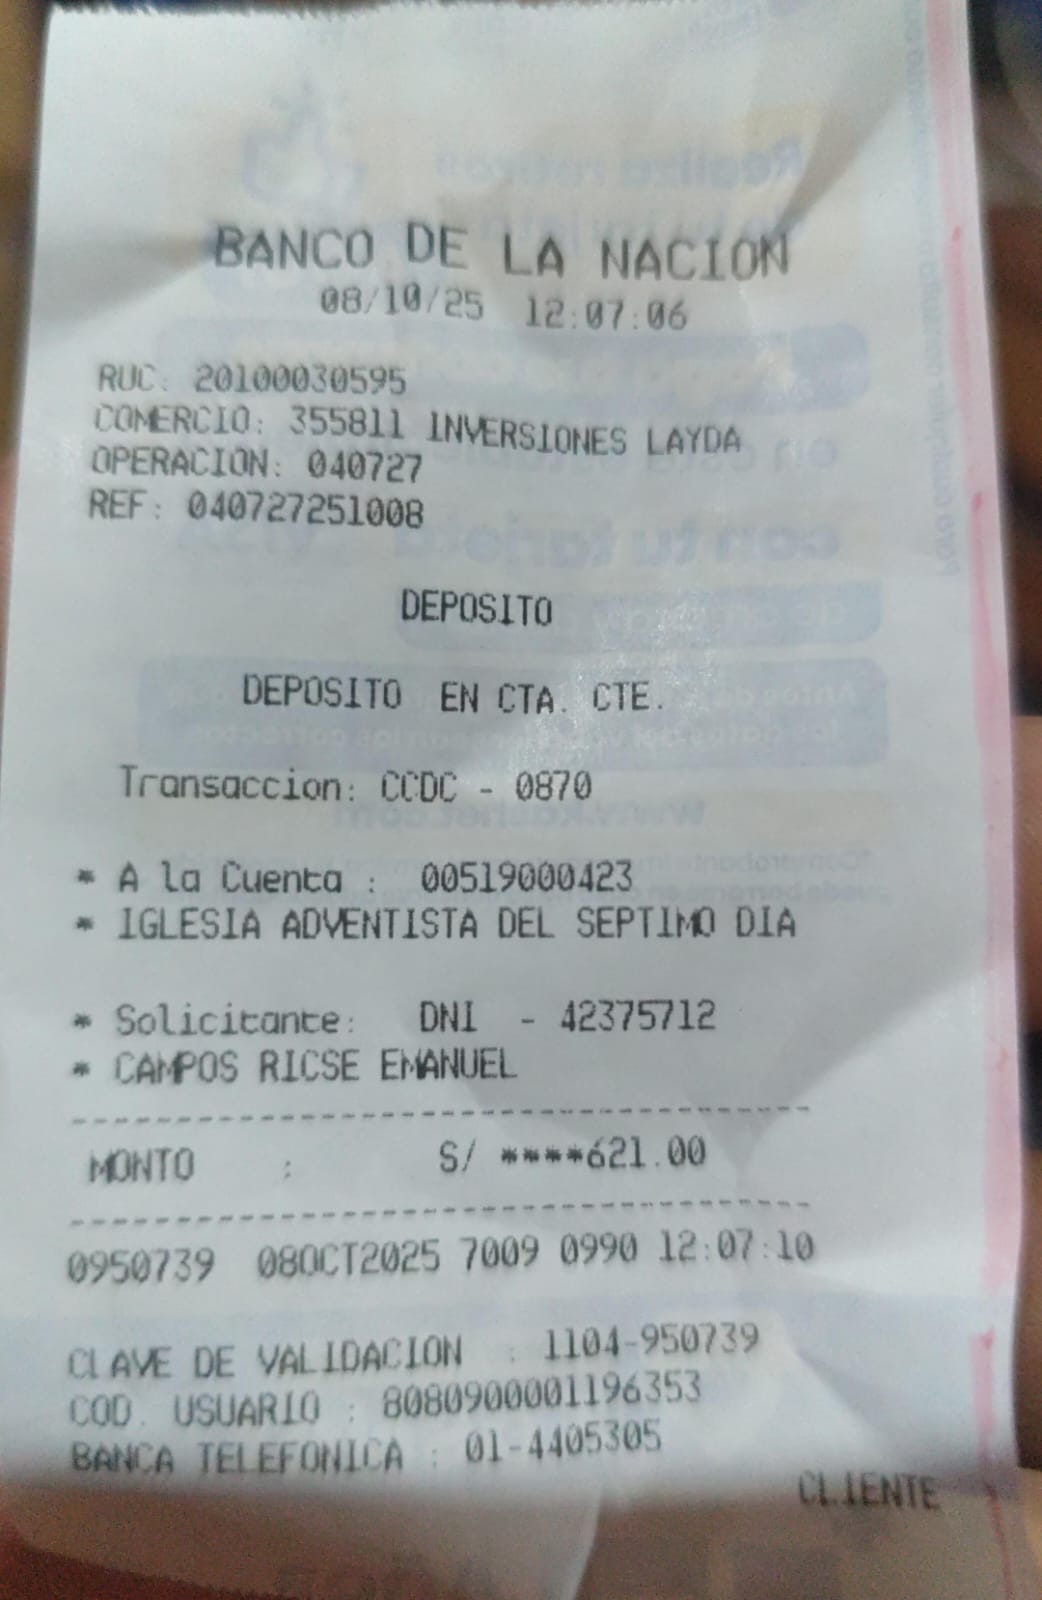 BANCO DE LA NACION
08/10/25 12:07:06
RUC: 20100030595
COMERCIO: 355811 INVERSIONES LAYDA
OPERACION: 040727
REF: 040727251008
DEPOSITO
DEPOSITO EN CTA. CTE.
Transaccion: CCDC - 0870
* A la Cuenta : 00519000423
* IGLESIA ADVENTISTA DEL SEPTIMO DIA
* Solicitante: DNI - 42375712
* CAMPOS RICSE EMANUEL
MONTO : S/ ****621.00
0950739 08OCT2025 7009 0990 12:07:10
CLAVE DE VALIDACION : 1104-950739
COD. USUARIO : 8080900001196353
BANCA TELEFONICA : 01-4405305
CLIENTE